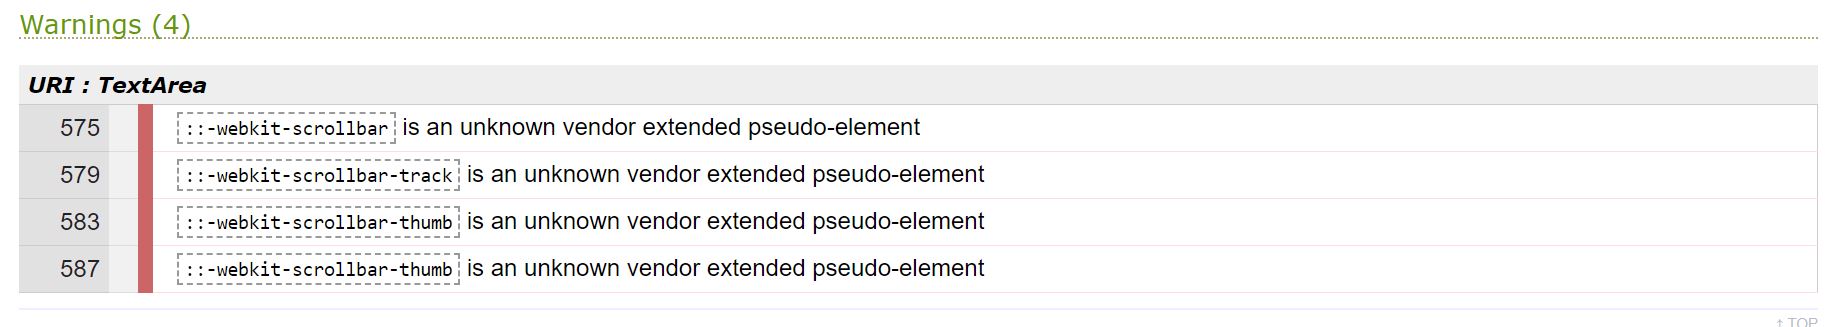 Warnings (4)
URI : TextArea
575 ::-webkit-scrollbar is an unknown vendor extended pseudo-element
579 ::-webkit-scrollbar-track is an unknown vendor extended pseudo-element
583 ::-webkit-scrollbar-thumb is an unknown vendor extended pseudo-element
587 ::-webkit-scrollbar-thumb is an unknown vendor extended pseudo-element
↑ TOP